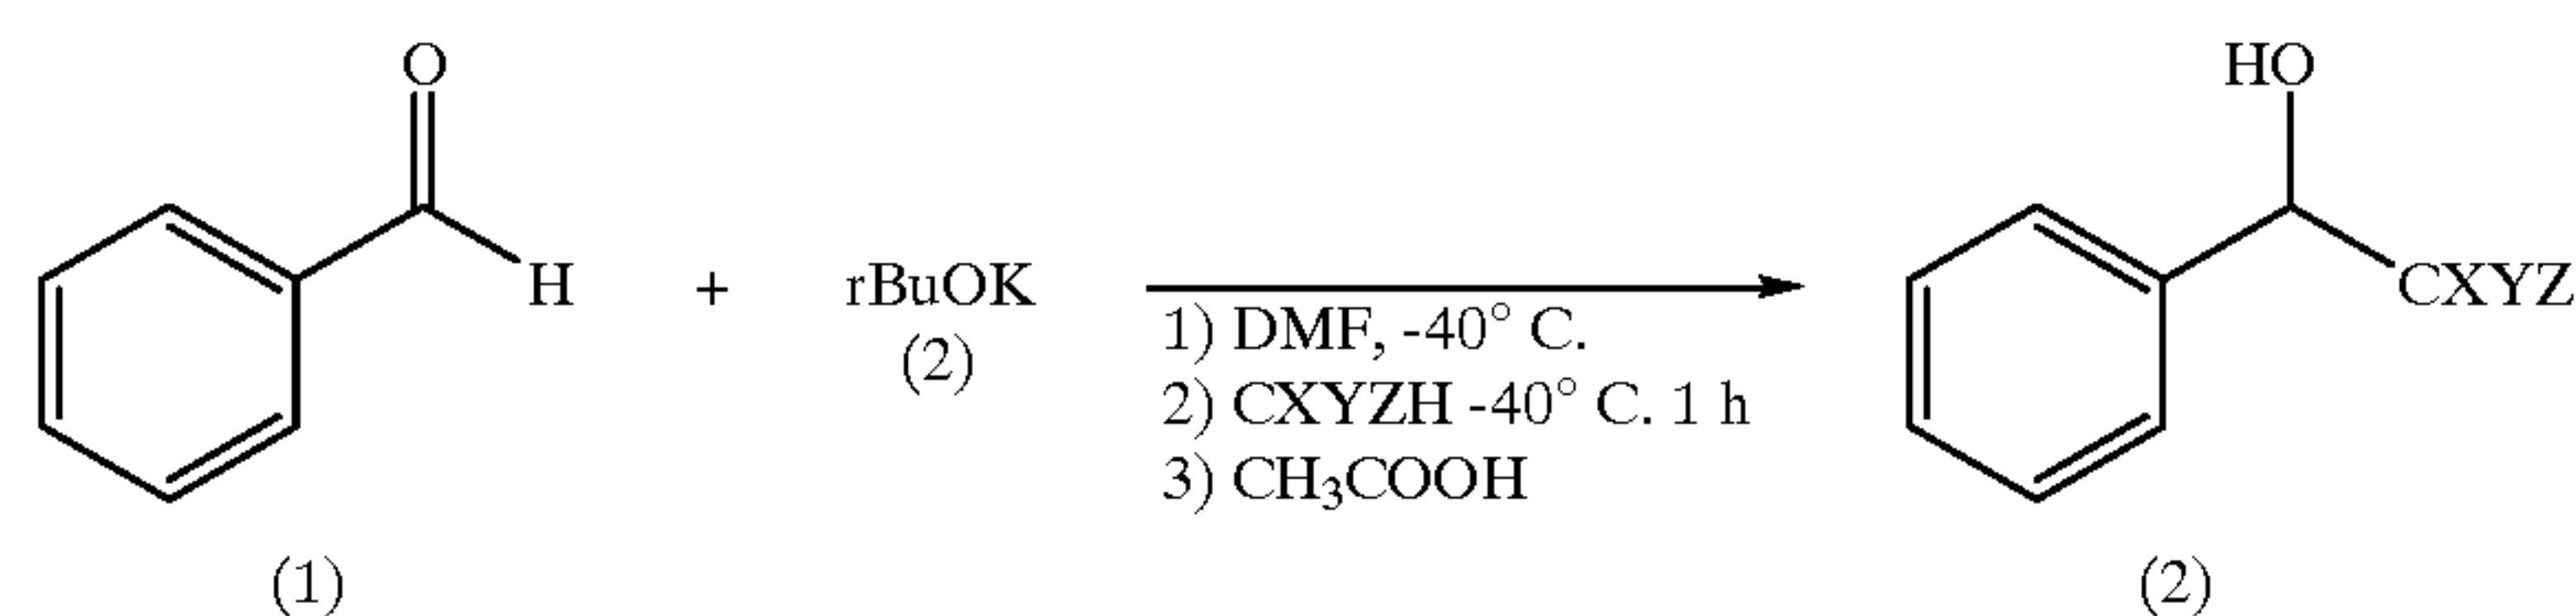 O
HO
H
+
rBuOK
CXYZ
(2)
1) DMF, -40° C.
2) CXYZH -40° C. 1 h
3) CH₃COOH
(1)
(2)